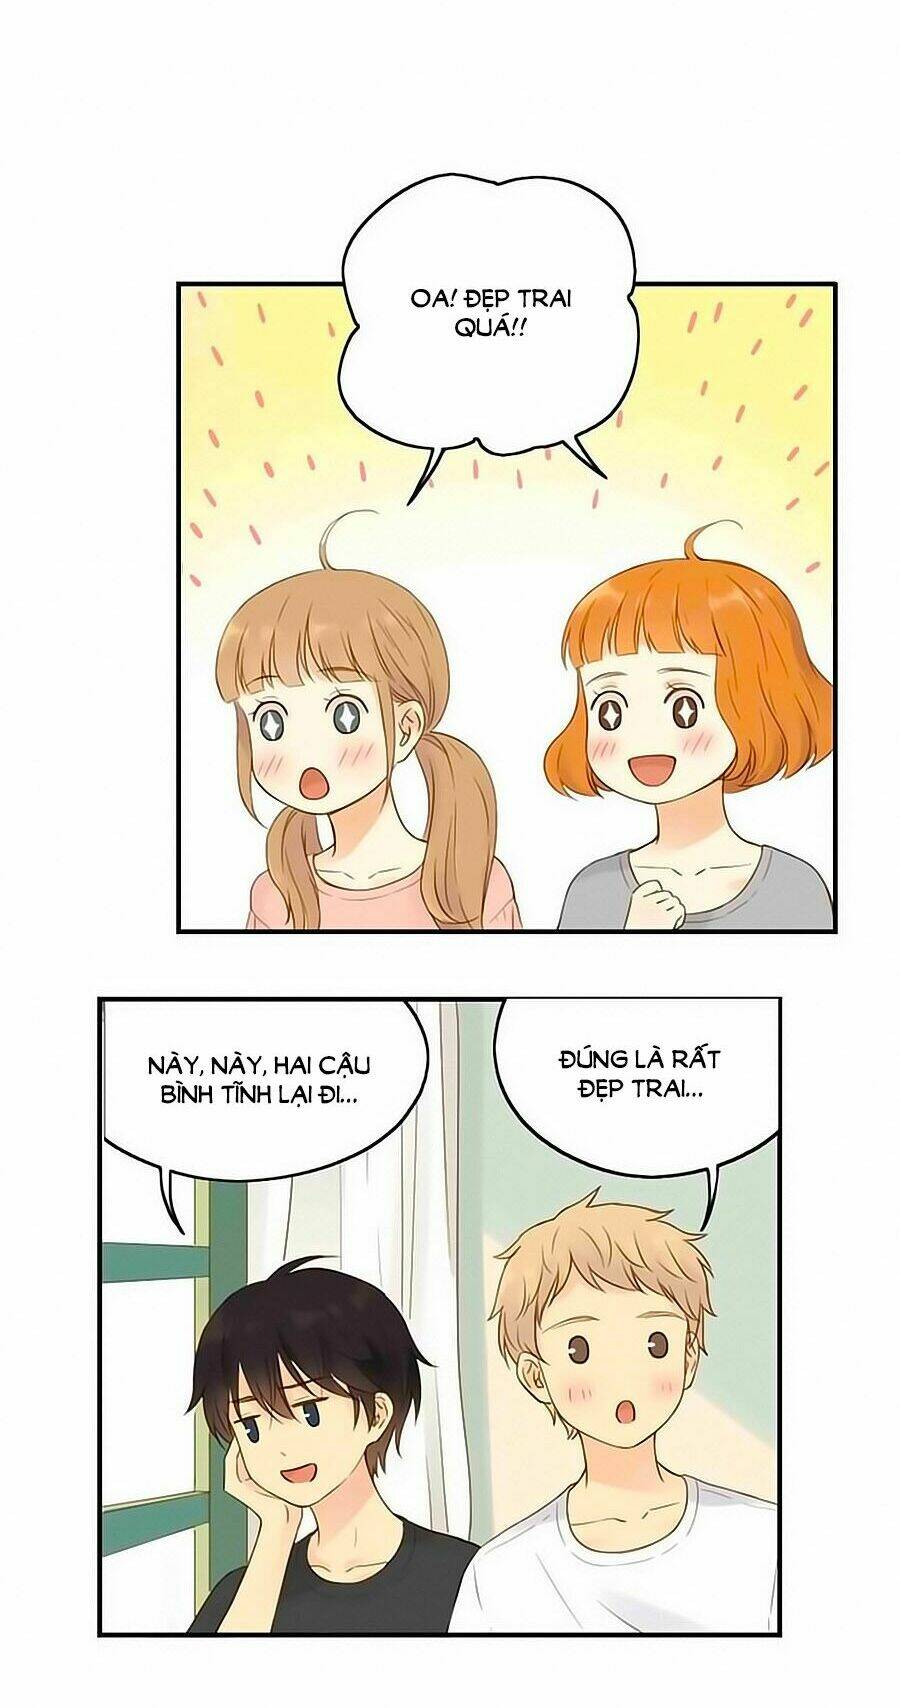 OA! ĐẸP TRAI
QUÁ!!
NÀY, NÀY, HAI CẬU
BÌNH TĨNH LẠI ĐI...
ĐÚNG LÀ RẤT
ĐẸP TRAI...